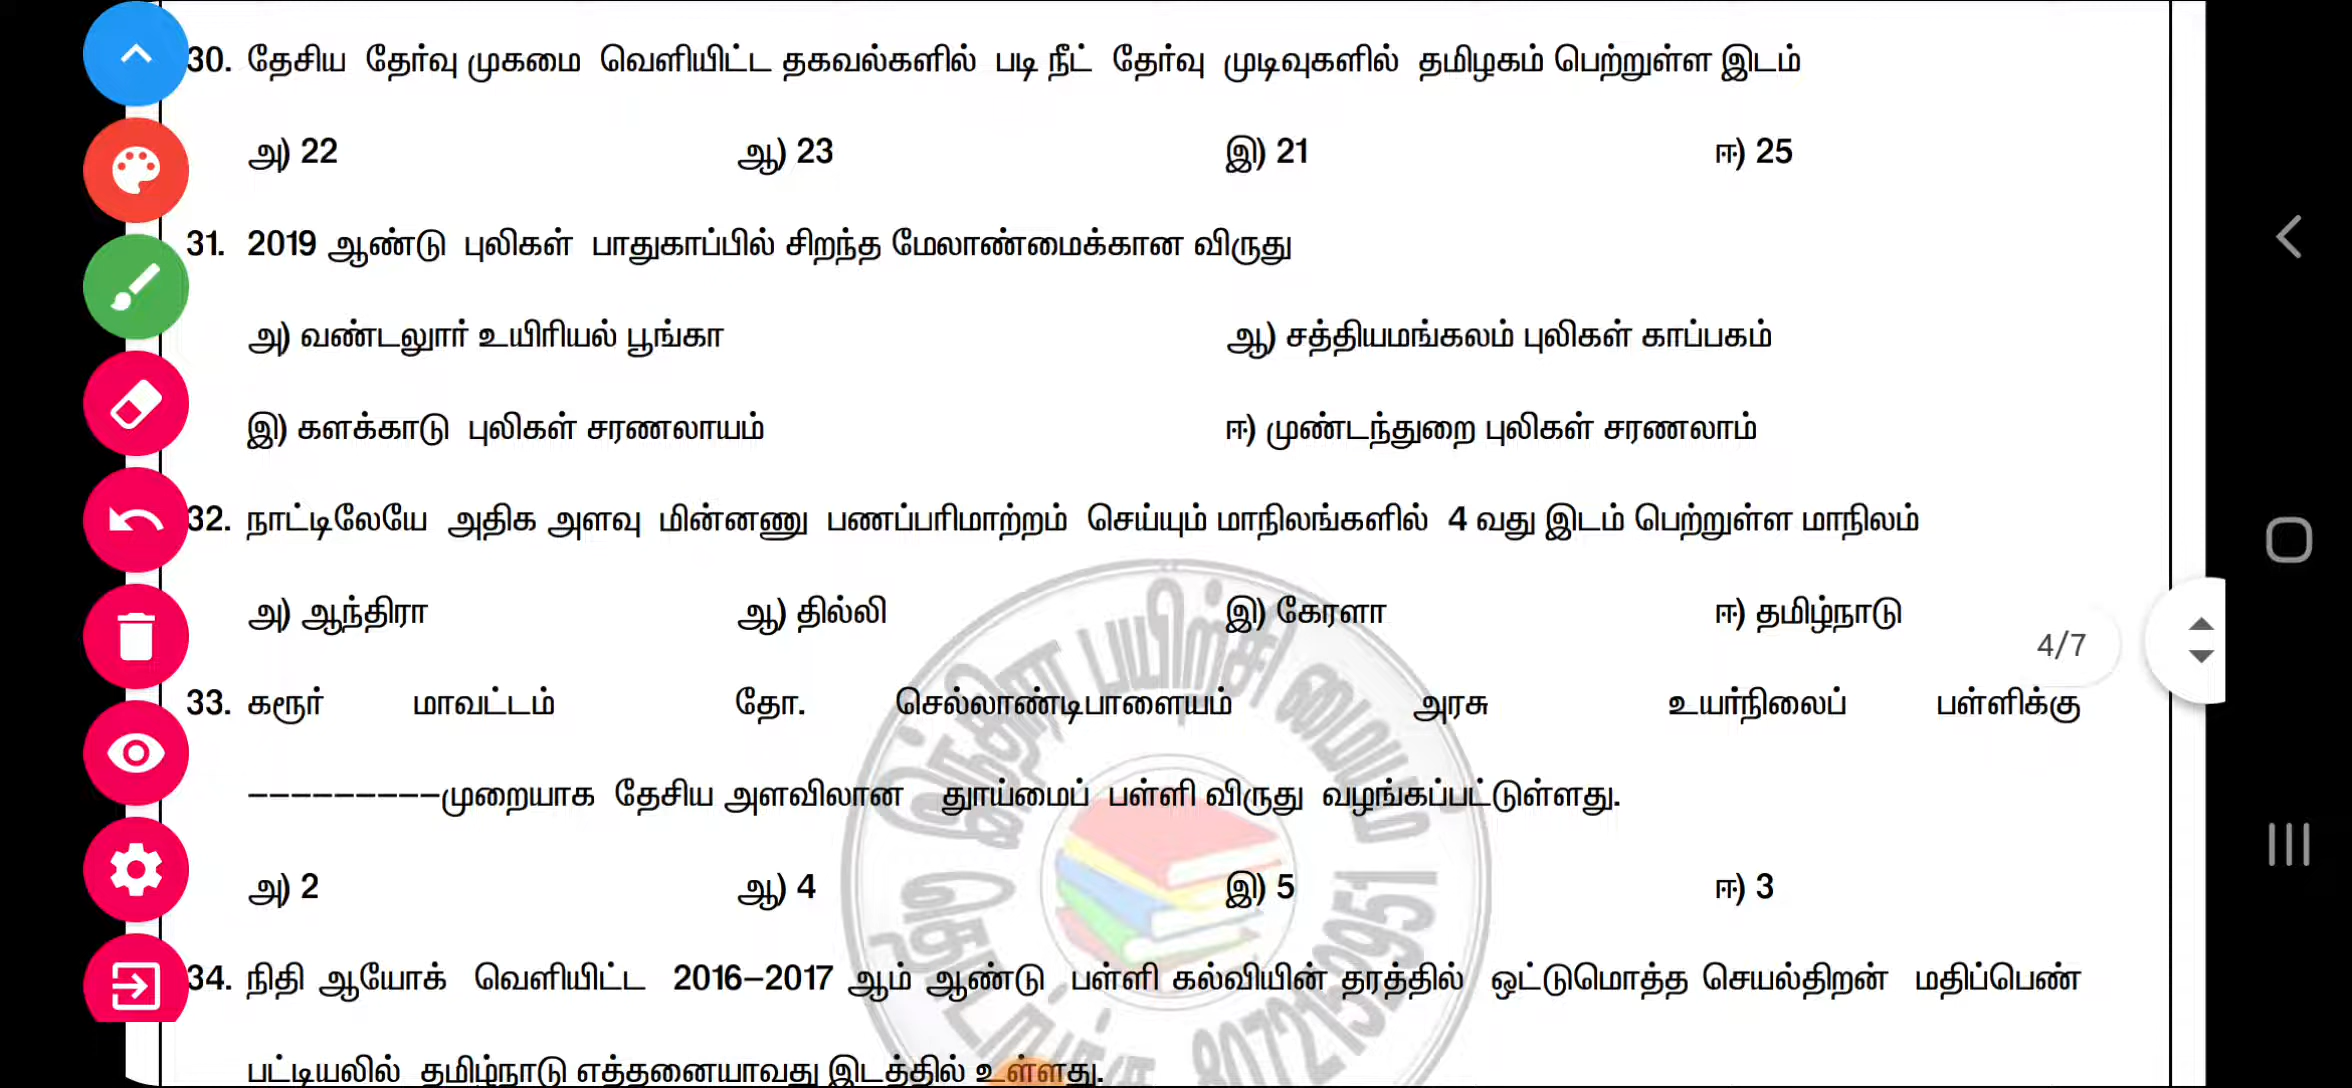 30. தேசிய தேர்வு முகமை வெளியிட்ட தகவல்களில் படி நீட் தேர்வு முடிவுகளில் தமிழகம் பெற்றுள்ள இடம்
அ) 22 ஆ) 23 இ) 21 ஈ) 25
31. 2019 ஆண்டு புலிகள் பாதுகாப்பில் சிறந்த மேலாண்மைக்கான விருது
அ) வண்டலுார் உயிரியல் பூங்கா ஆ) சத்தியமங்கலம் புலிகள் காப்பகம்
இ) களக்காடு புலிகள் சரணலாயம் ஈ) முண்டந்துறை புலிகள் சரணலாம்
32. நாட்டிலேயே அதிக அளவு மின்னணு பணப்பரிமாற்றம் செய்யும் மாநிலங்களில் 4 வது இடம் பெற்றுள்ள மாநிலம்
அ) ஆந்திரா ஆ) தில்லி இ) கேரளா ஈ) தமிழ்நாடு
4/7
33. கரூர் மாவட்டம் தோ. செல்லாண்டிபாளையம் அரசு உயர்நிலைப் பள்ளிக்கு
---------முறையாக தேசிய அளவிலான துாய்மைப் பள்ளி விருது வழங்கப்பட்டுள்ளது.
அ) 2 ஆ) 4 இ) 5 ஈ) 3
34. நிதி ஆயோக் வெளியிட்ட 2016–2017 ஆம் ஆண்டு பள்ளி கல்வியின் தரத்தில் ஒட்டுமொத்த செயல்திறன் மதிப்பெண்
பட்டியலில் தமிழ்நாடு எத்தனையாவது இடத்தில் உள்ளது.